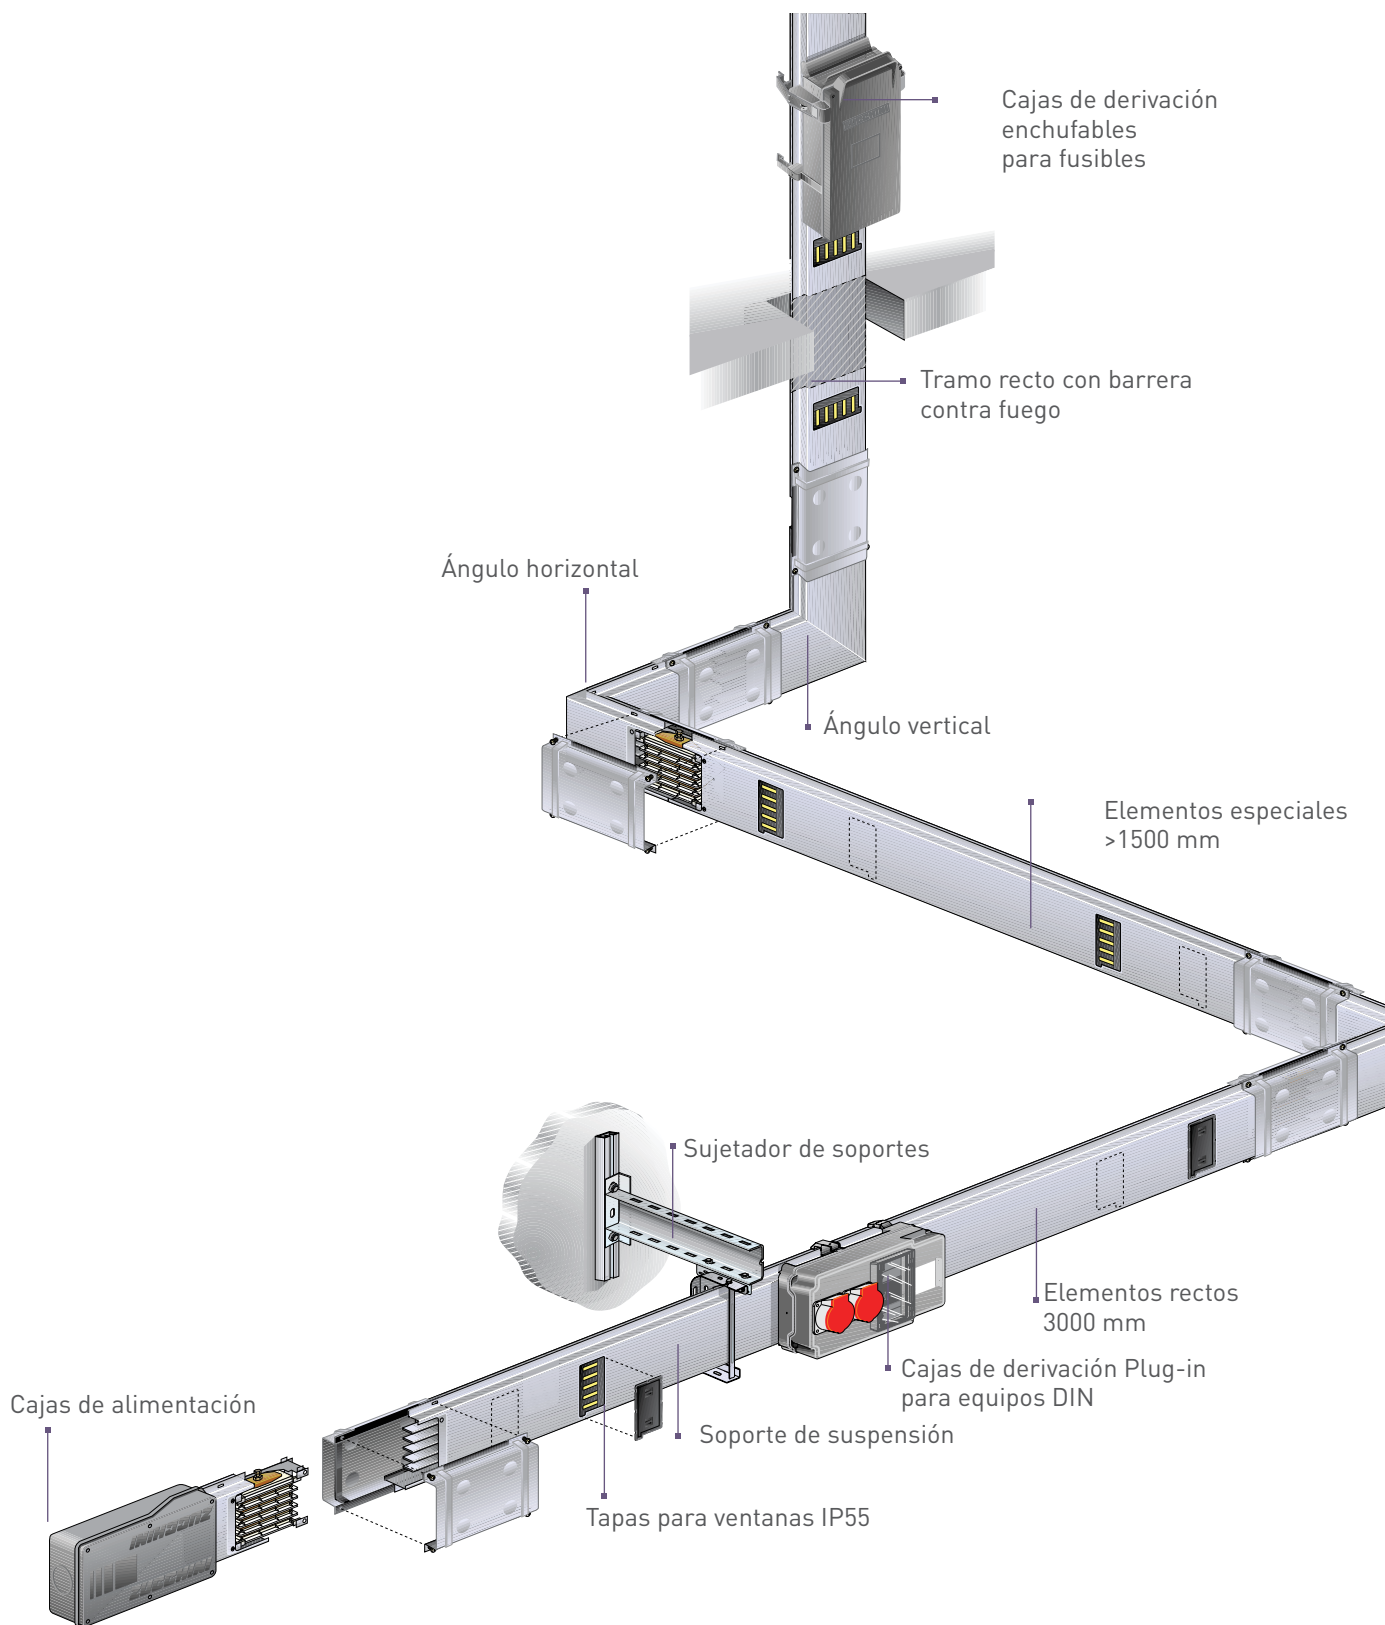 Cajas de derivación
enchufables
para fusibles
Tramo recto con barrera
contra fuego
Ángulo horizontal
Ángulo vertical
Elementos especiales
>1500 mm
Sujetador de soportes
Elementos rectos
3000 mm
Cajas de derivación Plug-in
para equipos DIN
Cajas de alimentación
Soporte de suspensión
Tapas para ventanas IP55
ZUCCHINI
ZUCCHINI